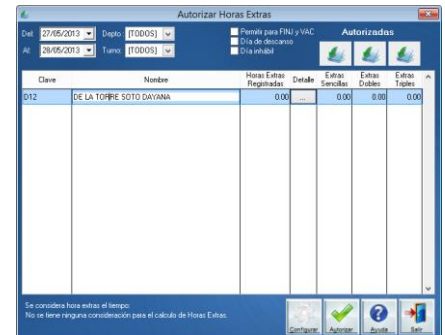 Autorizar Horas Extras
Del: 27/05/2013 Depto: [TODOS]
Al: 28/05/2013 Turno: [TODOS]
Permitir para FINJ y VAC
Día de descanso
Día inhábil
Autorizadas
Clave Nombre Horas Extras Registradas Detalle Extras Sencillas Extras Dobles Extras Triples
D12 DE LA TORRE SOTO DAYANA 0.00 ... 0.00 0.00 0.00
Se considera hora extras el tiempo:
No se tiene ninguna consideración para el calculo de Horas Extras.
Configurar Autorizar Ayuda Salir